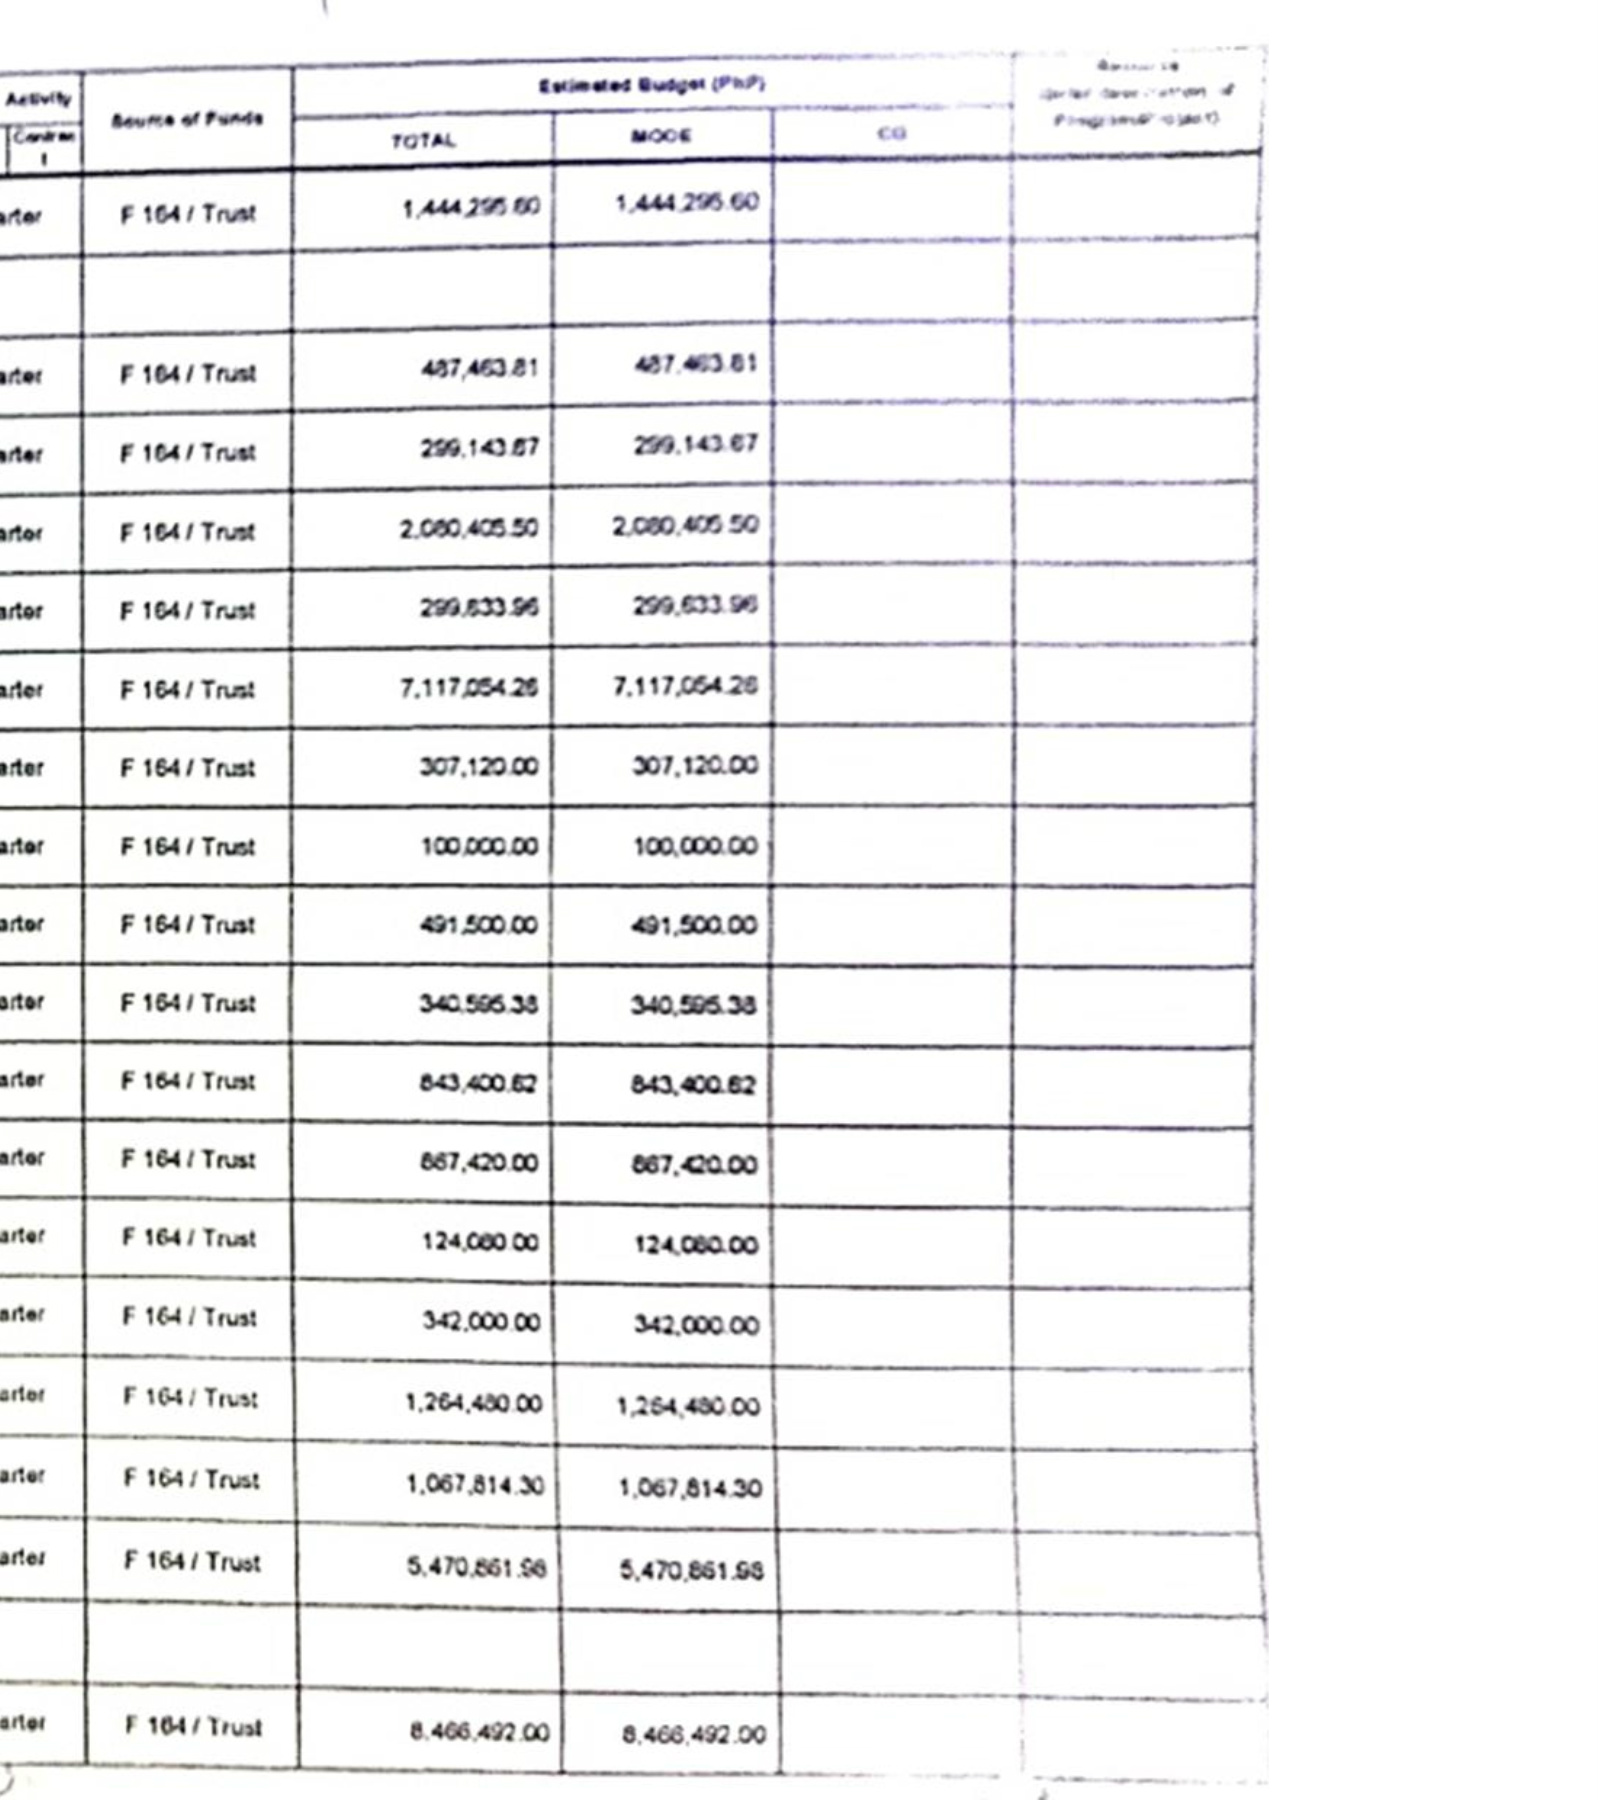 Estimated Budget (PhP)
Activity
Source of Funds
Contrac
t
TOTAL
MOOE
CO
arter F 164 / Trust 1,444,295.60 1,444,295.60
arter F 164 / Trust 487,463.81 487,463.81
arter F 164 / Trust 299,143.67 299,143.67
arter F 164 / Trust 2,080,405.50 2,080,405.50
arter F 164 / Trust 299,633.96 299,633.96
arter F 164 / Trust 7,117,054.26 7,117,054.26
arter F 164 / Trust 307,120.00 307,120.00
arter F 164 / Trust 100,000.00 100,000.00
arter F 164 / Trust 491,500.00 491,500.00
arter F 164 / Trust 340,595.38 340,595.38
arter F 164 / Trust 843,400.62 843,400.62
arter F 164 / Trust 867,420.00 867,420.00
arter F 164 / Trust 124,080.00 124,080.00
arter F 164 / Trust 342,000.00 342,000.00
arter F 164 / Trust 1,264,480.00 1,264,480.00
arter F 164 / Trust 1,067,814.30 1,067,814.30
arter F 164 / Trust 5,470,861.98 5,470,861.98
arter F 164 / Trust 8,466,492.00 8,466,492.00